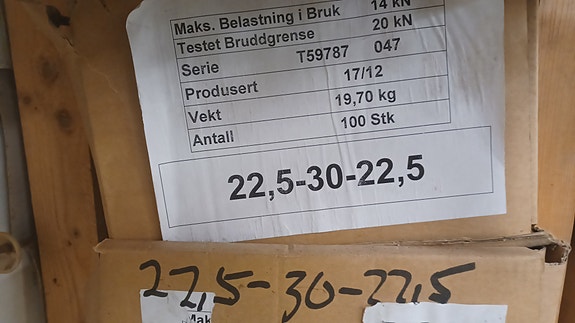 Maks. Belastning i Bruk 14 kN
Testet Bruddgrense 20 kN
Serie T59787 047
Produsert 17/12
Vekt 19,70 kg
Antall 100 Stk
22,5-30-22,5
22,5-30-22,5
Mak